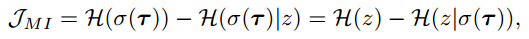 𝒥_{MI} = ℋ(σ(𝝉)) − ℋ(σ(𝝉)|z) = ℋ(z) − ℋ(z|σ(𝝉)),